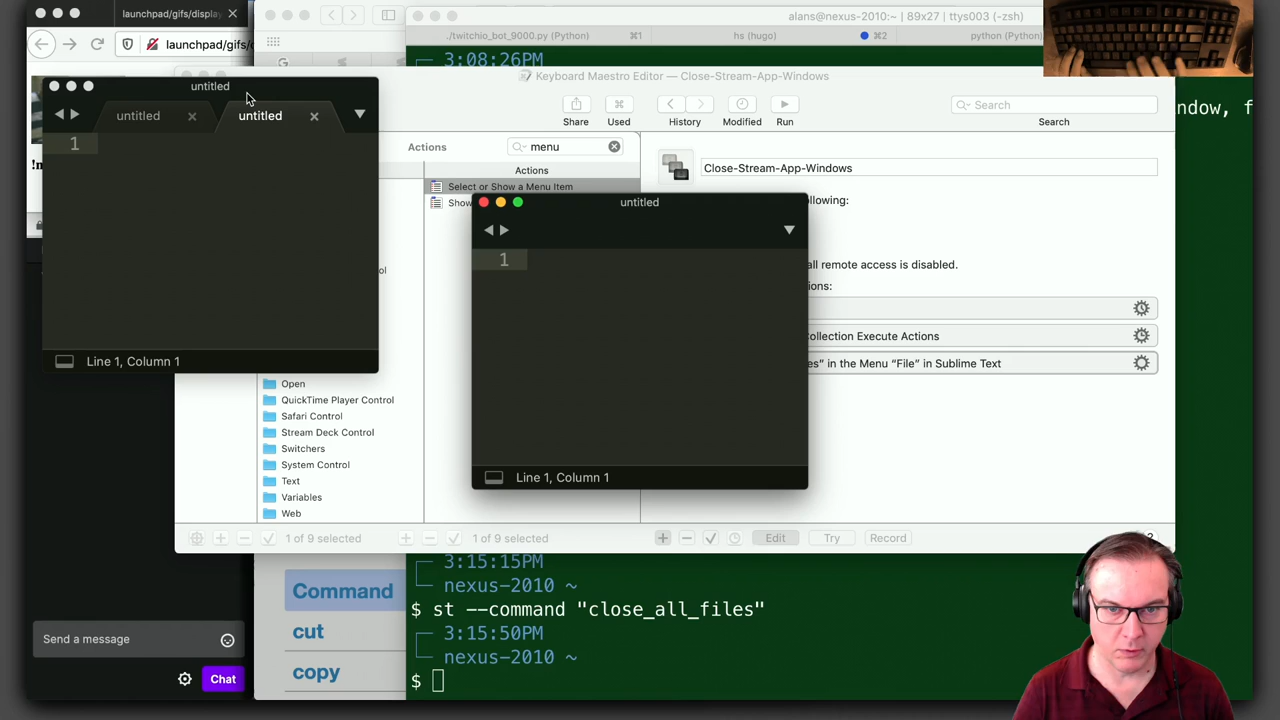 launchpad/gifs/display
alans@nexus-2010:~ | 89x27 | ttys003 (-zsh)
launchpad/gifs/d
./twitchio_bot_9000.py (Python) ⌘1
hs (hugo) ⌘2
python (Python)
3:08:26PM
Keyboard Maestro Editor — Close-Stream-App-Windows
untitled
untitled
untitled
Share
Used
History
Modified
Run
Search
Search
ndow, f
1
Actions
menu
Actions
Close-Stream-App-Windows
Select or Show a Menu Item
Show
ollowing:
untitled
1
all remote access is disabled.
ions:
Collection Execute Actions
es” in the Menu “File” in Sublime Text
Line 1, Column 1
Open
QuickTime Player Control
Safari Control
Stream Deck Control
Switchers
System Control
Text
Variables
Web
Line 1, Column 1
1 of 9 selected
1 of 9 selected
Edit
Try
Record
?
3:15:15PM
nexus-2010 ~
Command
$ st --command "close_all_files"
cut
3:15:50PM
nexus-2010 ~
Send a message
copy
Chat
$